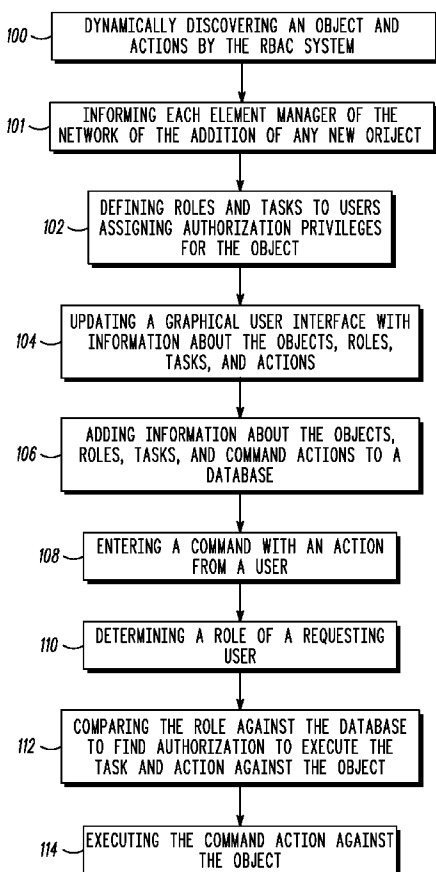 100
DYNAMICALLY DISCOVERING AN OBJECT AND
ACTIONS BY THE RBAC SYSTEM
101
INFORMING EACH ELEMENT MANAGER OF THE
NETWORK OF THE ADDITION OF ANY NEW ORIJECT
102
DEFINING ROLES AND TASKS TO USERS
ASSIGNING AUTHORIZATION PRIVILEGES
FOR THE OBJECT
104
UPDATING A GRAPHICAL USER INTERFACE WITH
INFORMATION ABOUT THE OBJECTS, ROLES,
TASKS, AND ACTIONS
106
ADDING INFORMATION ABOUT THE OBJECTS,
ROLES, TASKS, AND COMMAND ACTIONS TO A
DATABASE
108
ENTERING A COMMAND WITH AN ACTION
FROM A USER
110
DETERMINING A ROLE OF A REQUESTING
USER
112
COMPARING THE ROLE AGAINST THE DATABASE
TO FIND AUTHORIZATION TO EXECUTE THE
TASK AND ACTION AGAINST THE OBJECT
114
EXECUTING THE COMMAND ACTION AGAINST
THE OBJECT